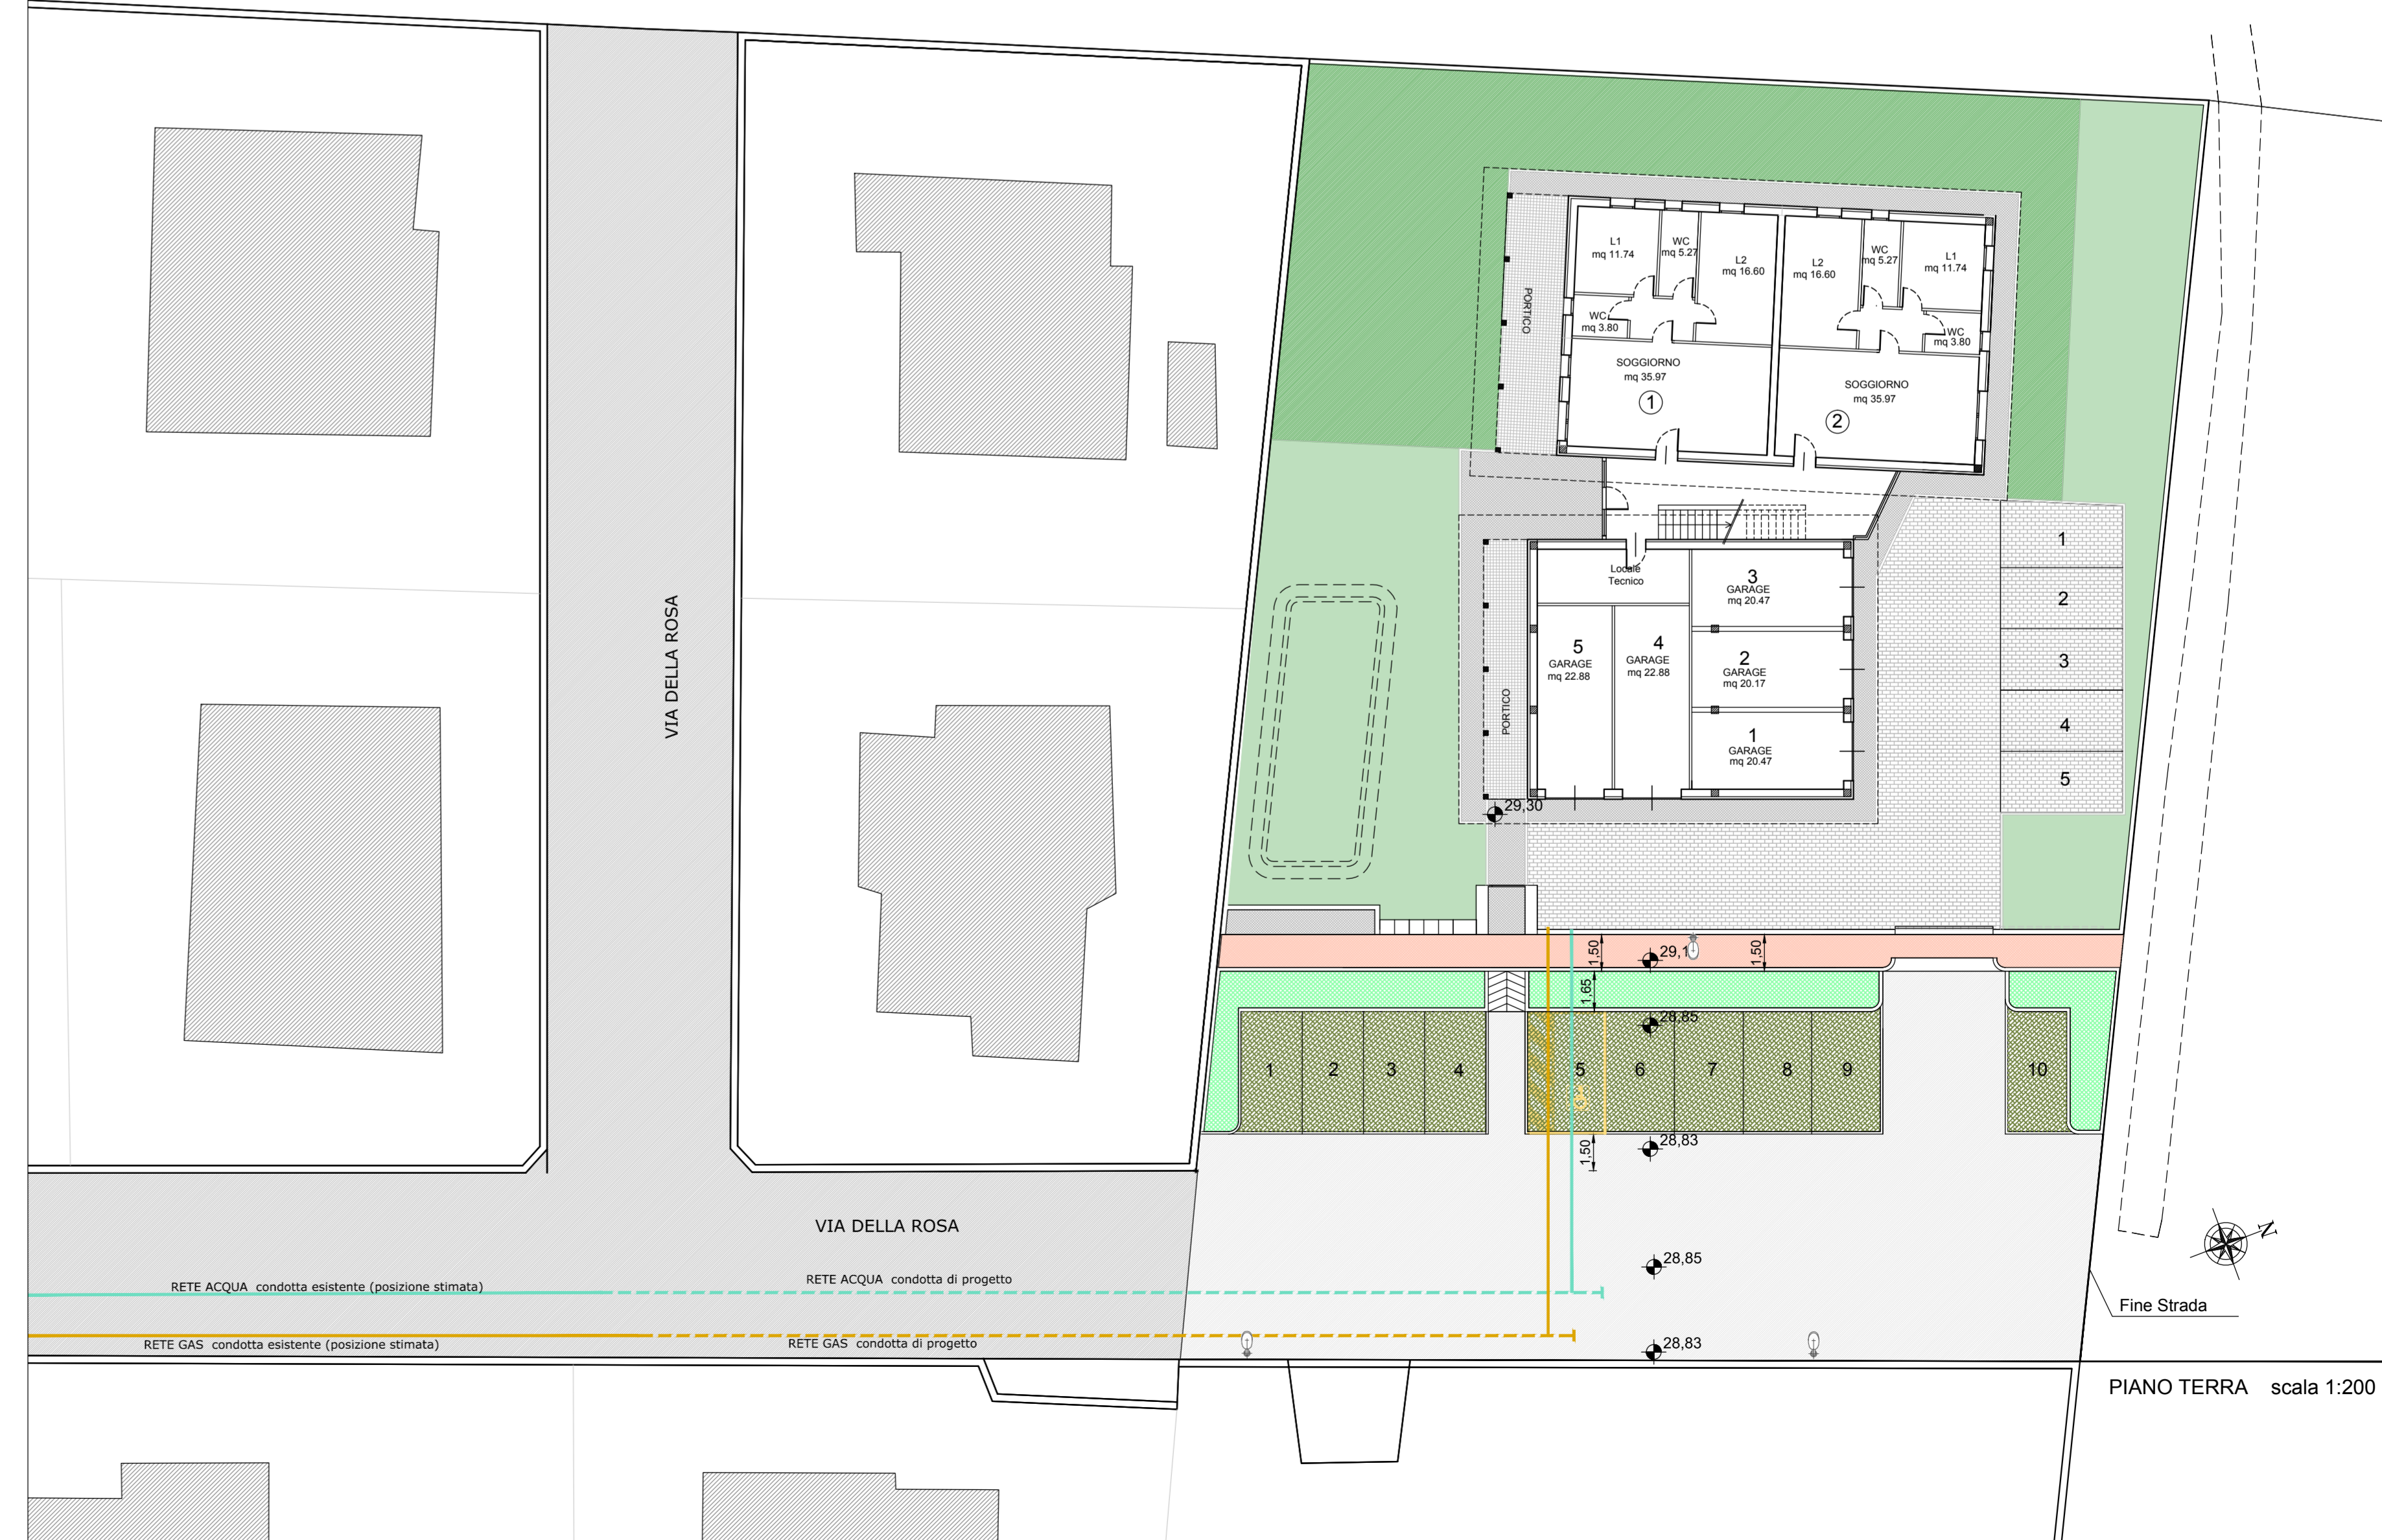 L1
mq 11.74
WC
mq 5.27
L2
mq 16.60
L2
mq 16.60
WC
mq 5.27
L1
mq 11.74
PORTICO
WC
mq 3.80
WC
mq 3.80
SOGGIORNO
mq 35.97
1
SOGGIORNO
mq 35.97
2
Locale
Tecnico
3
GARAGE
mq 20.47
5
GARAGE
mq 22.88
4
GARAGE
mq 22.88
2
GARAGE
mq 20.17
1
GARAGE
mq 20.47
PORTICO
1
2
3
4
5
VIA DELLA ROSA
29,30
1,50
29,1
1,50
1,65
28,85
1
2
3
4
5
6
7
8
9
10
1,50
28,83
VIA DELLA ROSA
28,85
N
RETE ACQUA condotta esistente (posizione stimata)
RETE ACQUA condotta di progetto
Fine Strada
RETE GAS condotta esistente (posizione stimata)
RETE GAS condotta di progetto
28,83
PIANO TERRA scala 1:200